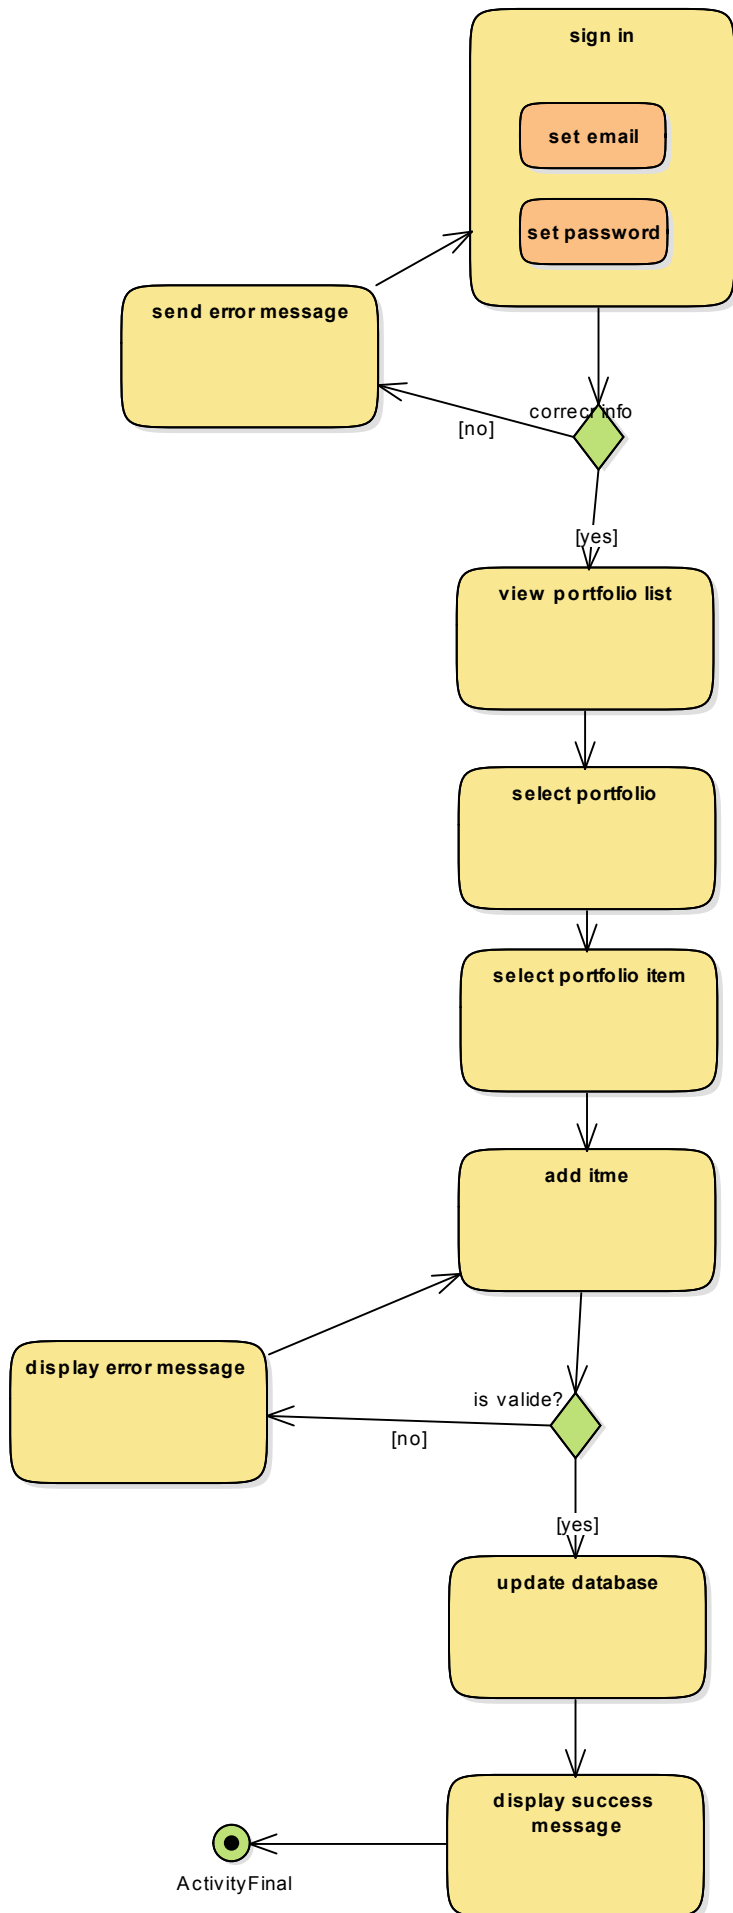 sign in
set email
set password
send error message
correcr info
[no]
[yes]
view portfolio list
select portfolio
select portfolio item
add itme
display error message
is valide?
[no]
[yes]
update database
display success
message
ActivityFinal